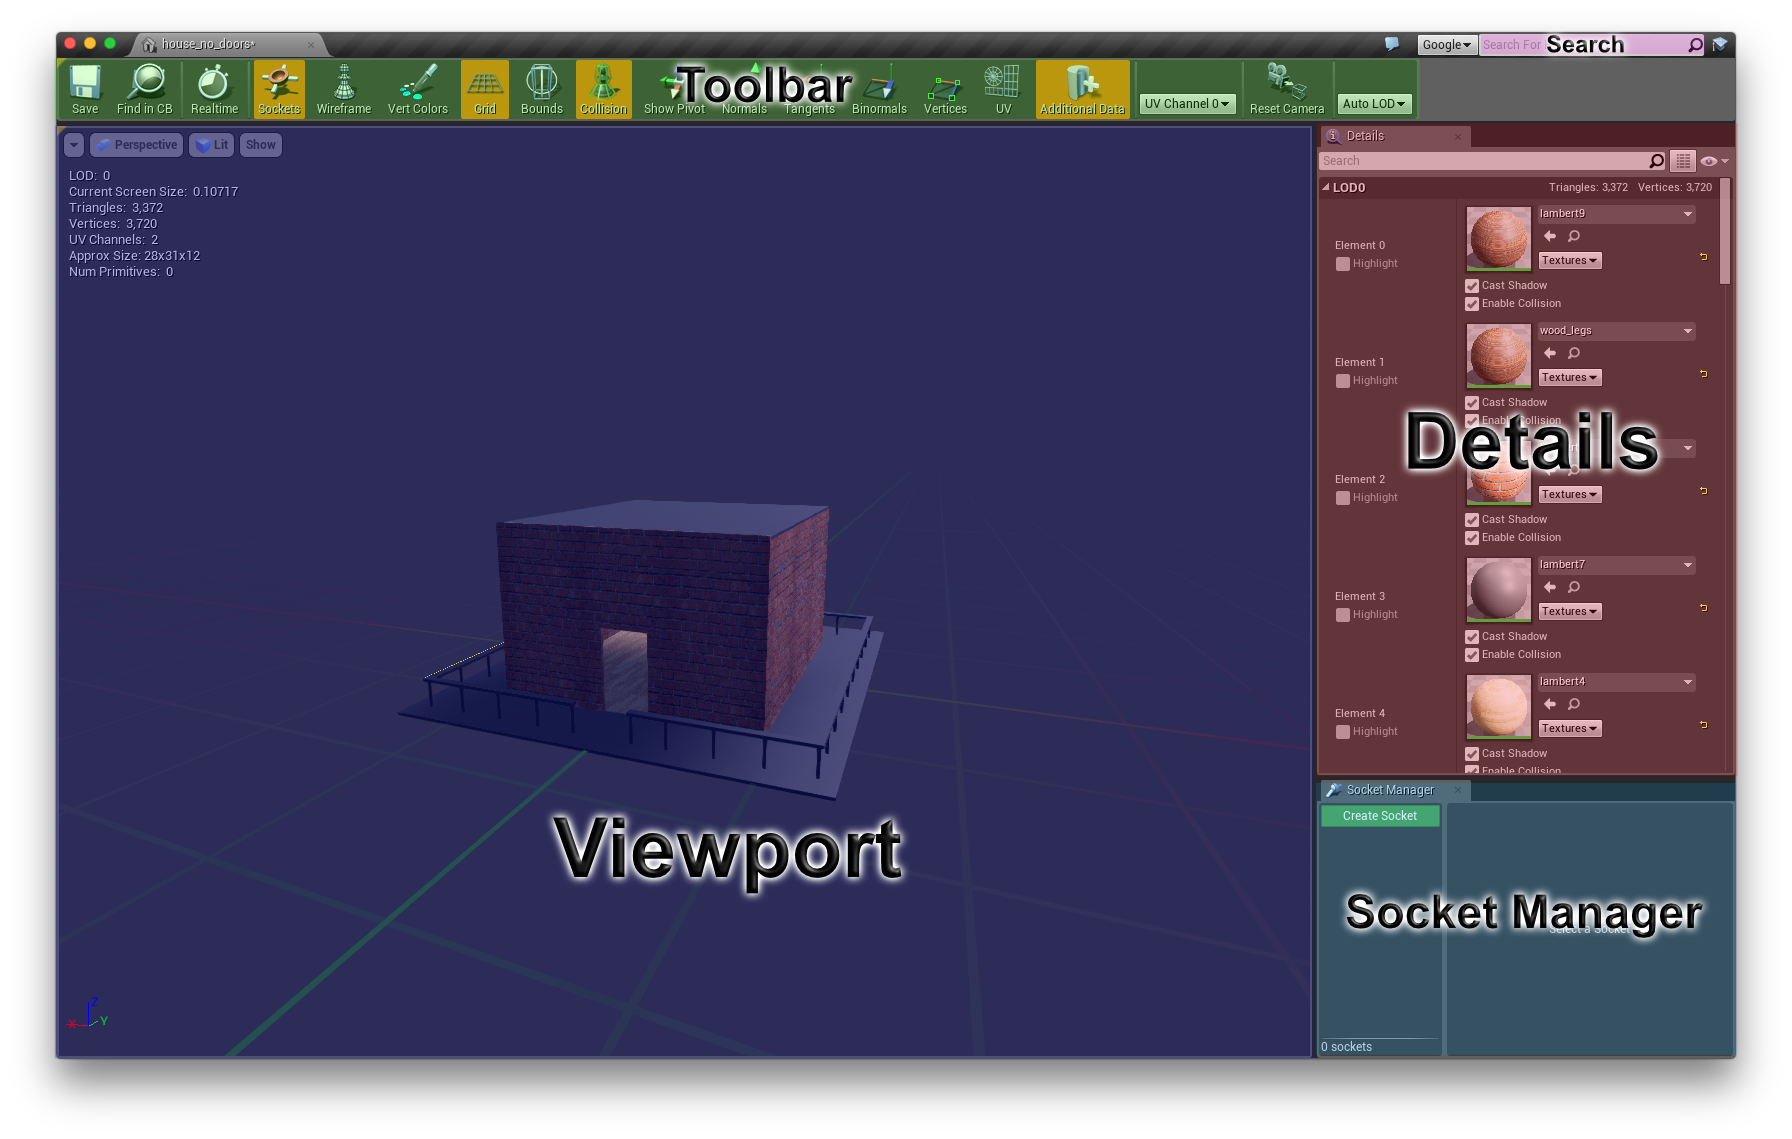 house_no_doors*
Google
Search For
Search
Save
Find in CB
Realtime
Sockets
Wireframe
Vert Colors
Grid
Bounds
Collision
Show Pivot
Normals
Tangents
Binormals
Vertices
UV
Additional Data
UV Channel 0
Reset Camera
Auto LOD
Toolbar
Perspective
Lit
Show
LOD: 0
Current Screen Size: 0.10717
Triangles: 3,372
Vertices: 3,720
UV Channels: 2
Approx Size: 28x31x12
Num Primitives: 0
Viewport
Z
X
Y
Details
Search
LOD0
Triangles: 3,372 Vertices: 3,720
Element 0
Highlight
lambert9
Textures
Cast Shadow
Enable Collision
Element 1
Highlight
wood_legs
Textures
Cast Shadow
Enable Collision
Details
Element 2
Highlight
Textures
Cast Shadow
Enable Collision
Element 3
Highlight
lambert7
Textures
Cast Shadow
Enable Collision
Element 4
Highlight
lambert4
Textures
Cast Shadow
Enable Collision
Socket Manager
Create Socket
Socket Manager
Select a Socket
0 sockets